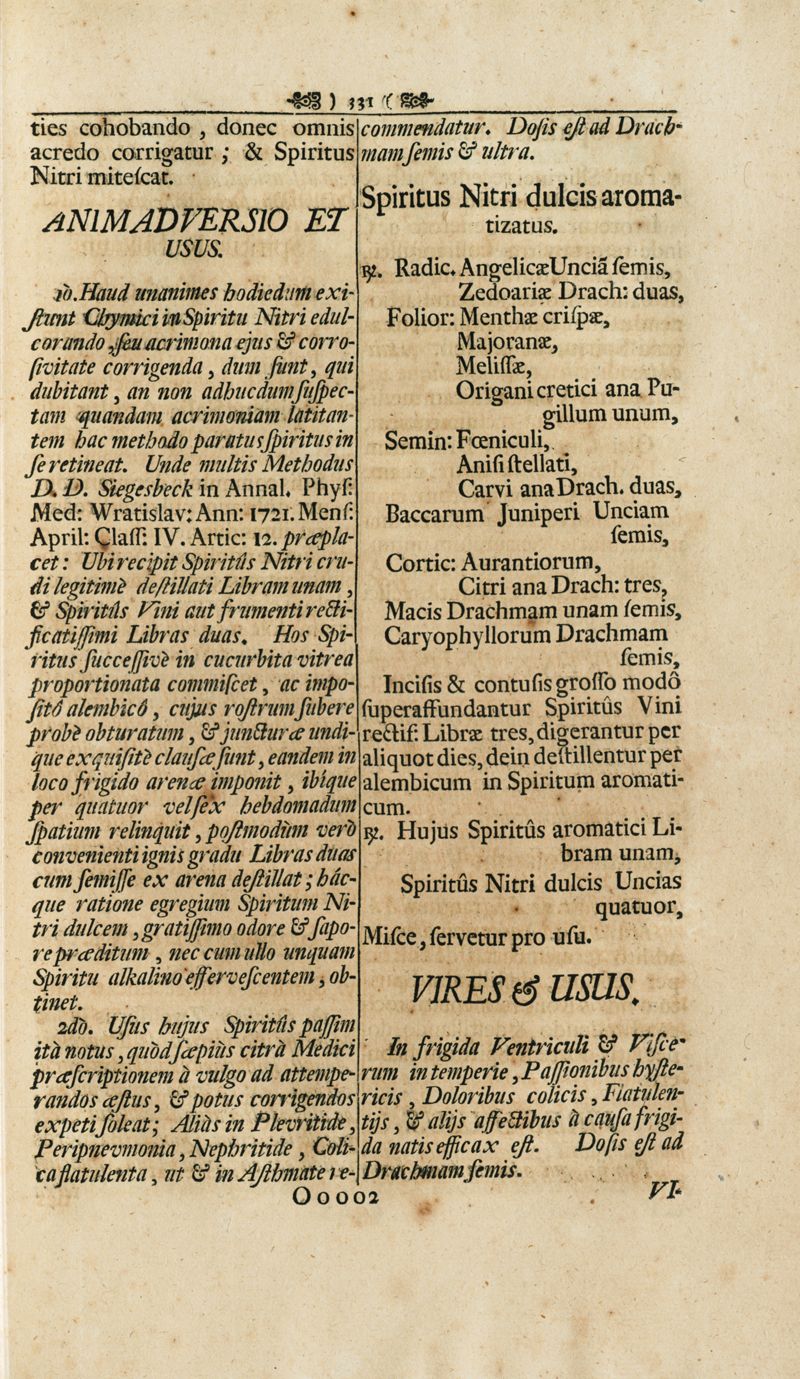 ) 331 (
ties cohobando , donec omnis
acredo corrigatur ; & Spiritus
Nitri mitescat.
ANIMADVERSIO ET
USUS.
1ò. Haud unanimes hodiedum exi-
ſtunt Chymici in Spiritu Nitri edul-
corando , ſeu acrimona ejus & corro-
ſivitate corrigenda , dum ſunt , qui
dubitant , an non adhucdum ſuſpec-
tam quandam acrimoniam latitan-
tem hac methodo paratus ſpiritus in
ſe retineat. Unde multis Methodus
D. D. Siegesbeck in Annal. Phyſ:
Med: Wratislav: Ann: 1721. Menſ:
April: Claſſ: IV. Artic: 12. præpla-
cet : Ubi recipit Spiritûs Nitri cru-
di legitimè deſtillati Libram unam ,
& Spiritûs Vini aut frumenti recti-
ficatiſſimi Libras duas. Hos Spi-
ritus ſucceſſivè in cucurbita vitrea
proportionata commiſcet , ac impo-
ſitô alembicô , cujus roſtrum ſubere
probè obturatum , & juncturæ undi-
que exquiſitè clauſæ ſunt , eandem in
loco frigido arenæ imponit , ibique
per quatuor vel ſex hebdomadum
ſpatium relinquit , poſtmodùm verò
convenienti ignis gradu Libras duas
cum ſemiſſe ex arena deſtillat ; hâc-
que ratione egregium Spiritum Ni-
tri dulcem , gratiſſimo odore & ſapo-
re præditum , nec cum ullo unquam
Spiritu alkalino efferveſcentem , ob-
tinet.
2dò. Uſus hujus Spiritûs paſſim
ità notus , quòd ſæpiùs citrà Medici
præſcriptionem à vulgo ad attempe-
randos æſtus , & potus corrigendos
expeti ſoleat ; Aliàs in Plevritide ,
Peripnevmonia , Nephritide , Coli-
ca flatulenta , ut & in Aſthmate re-
commendatur. Doſis eſt ad Drach-
mam ſemis & ultra.
Spiritus Nitri dulcis aroma-
tizatus.
℞. Radic. Angelicæ Unciã ſemis,
Zedoariæ Drach: duas,
Folior: Menthæ criſpæ,
Majoranæ,
Meliſſæ,
Origani cretici ana Pu-
gillum unum,
Semin: Fœniculi,
Aniſi ſtellati,
Carvi ana Drach. duas,
Baccarum Juniperi Unciam
ſemis,
Cortic: Aurantiorum,
Citri ana Drach: tres,
Macis Drachmam unam ſemis,
Caryophyllorum Drachmam
ſemis,
Inciſis & contuſis groſſo modô
ſuperaffundantur Spiritûs Vini
rectif: Libræ tres, digerantur per
aliquot dies, dein deſtillentur per
alembicum in Spiritum aromati-
cum.
℞. Hujus Spiritûs aromatici Li-
bram unam,
Spiritûs Nitri dulcis Uncias
quatuor,
Miſce, ſervetur pro uſu.
VIRES & USUS.
In frigida Ventriculi & Viſce-
rum intemperie , Paſſionibus hyſte-
ricis , Doloribus colicis , Flatulen-
tijs , & alijs affectibus à cauſa frigi-
da natis efficax eſt. Doſis eſt ad
Drachmam ſemis.
Ooooo2
VI-